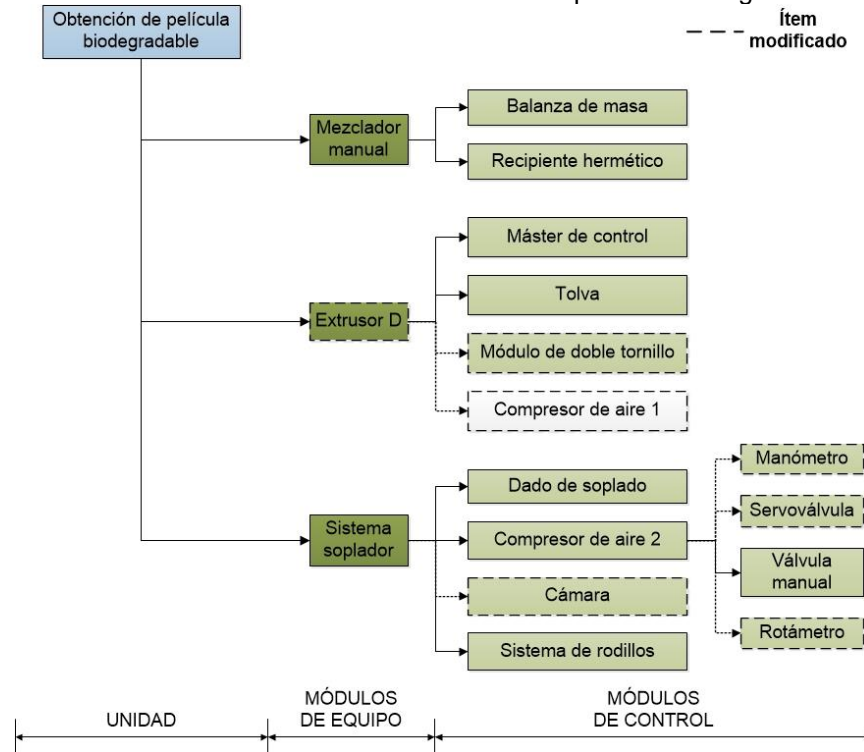 Obtención de película
biodegradable
Ítem
modificado
Mezclador
manual
Balanza de masa
Recipiente hermético
Extrusor D
Máster de control
Tolva
Módulo de doble tornillo
Compresor de aire 1
Sistema
soplador
Dado de soplado
Compresor de aire 2
Cámara
Sistema de rodillos
Manómetro
Servoválvula
Válvula
manual
Rotámetro
UNIDAD
MÓDULOS
DE EQUIPO
MÓDULOS
DE CONTROL